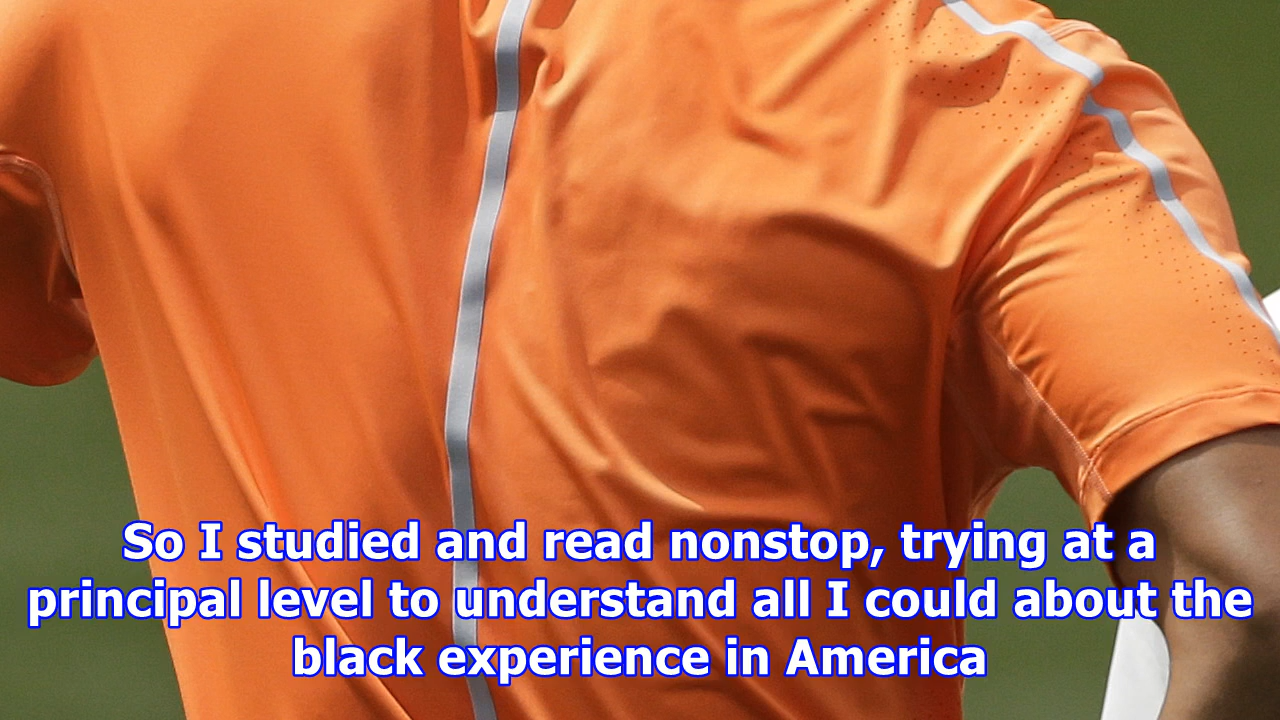 So I studied and read nonstop, trying at a
principal level to understand all I could about the
black experience in America